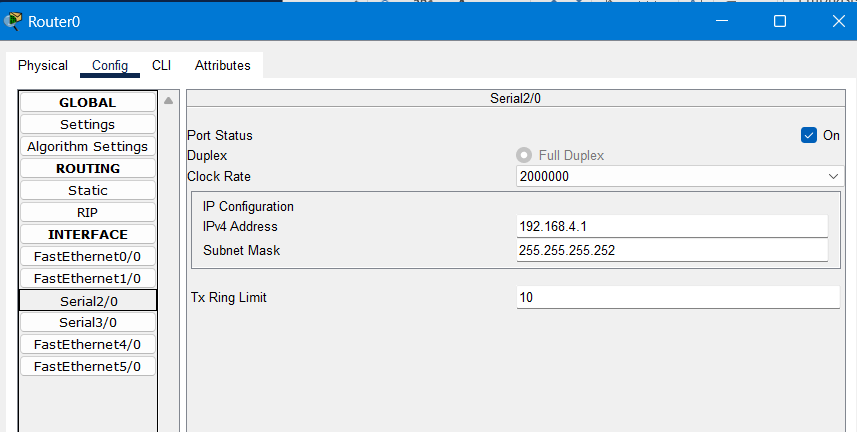 Router0
Physical Config CLI Attributes
GLOBAL
Settings
Algorithm Settings
ROUTING
Static
RIP
INTERFACE
FastEthernet0/0
FastEthernet1/0
Serial2/0
Serial3/0
FastEthernet4/0
FastEthernet5/0
Serial2/0
Port Status On
Duplex Full Duplex
Clock Rate 2000000
IP Configuration
IPv4 Address 192.168.4.1
Subnet Mask 255.255.255.252
Tx Ring Limit 10